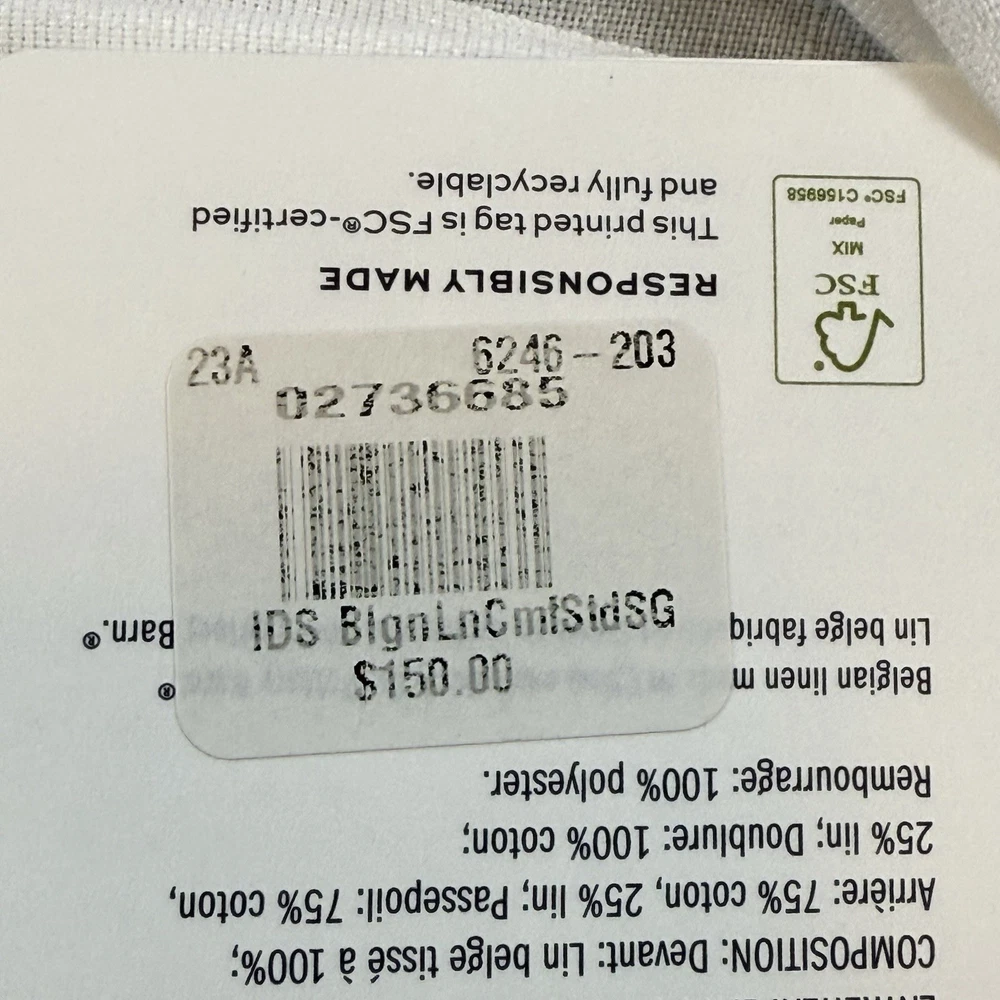 COMPOSITION: Devant: Lin belge tissé à 100%;
Arrière: 75% coton, 25% lin; Passepoil: 75% coton,
25% lin; Doublure: 100% coton;
Rembourrage: 100% polyester.
Belgian linen m ®
Lin belge fabriq Barn.®
23A 6246-203
02736685
IDS BlgnLnCmfSldSG
$150.00
RESPONSIBLY MADE
This printed tag is FSC®-certified
and fully recyclable.
FSC
MIX
Paper
FSC® C156958